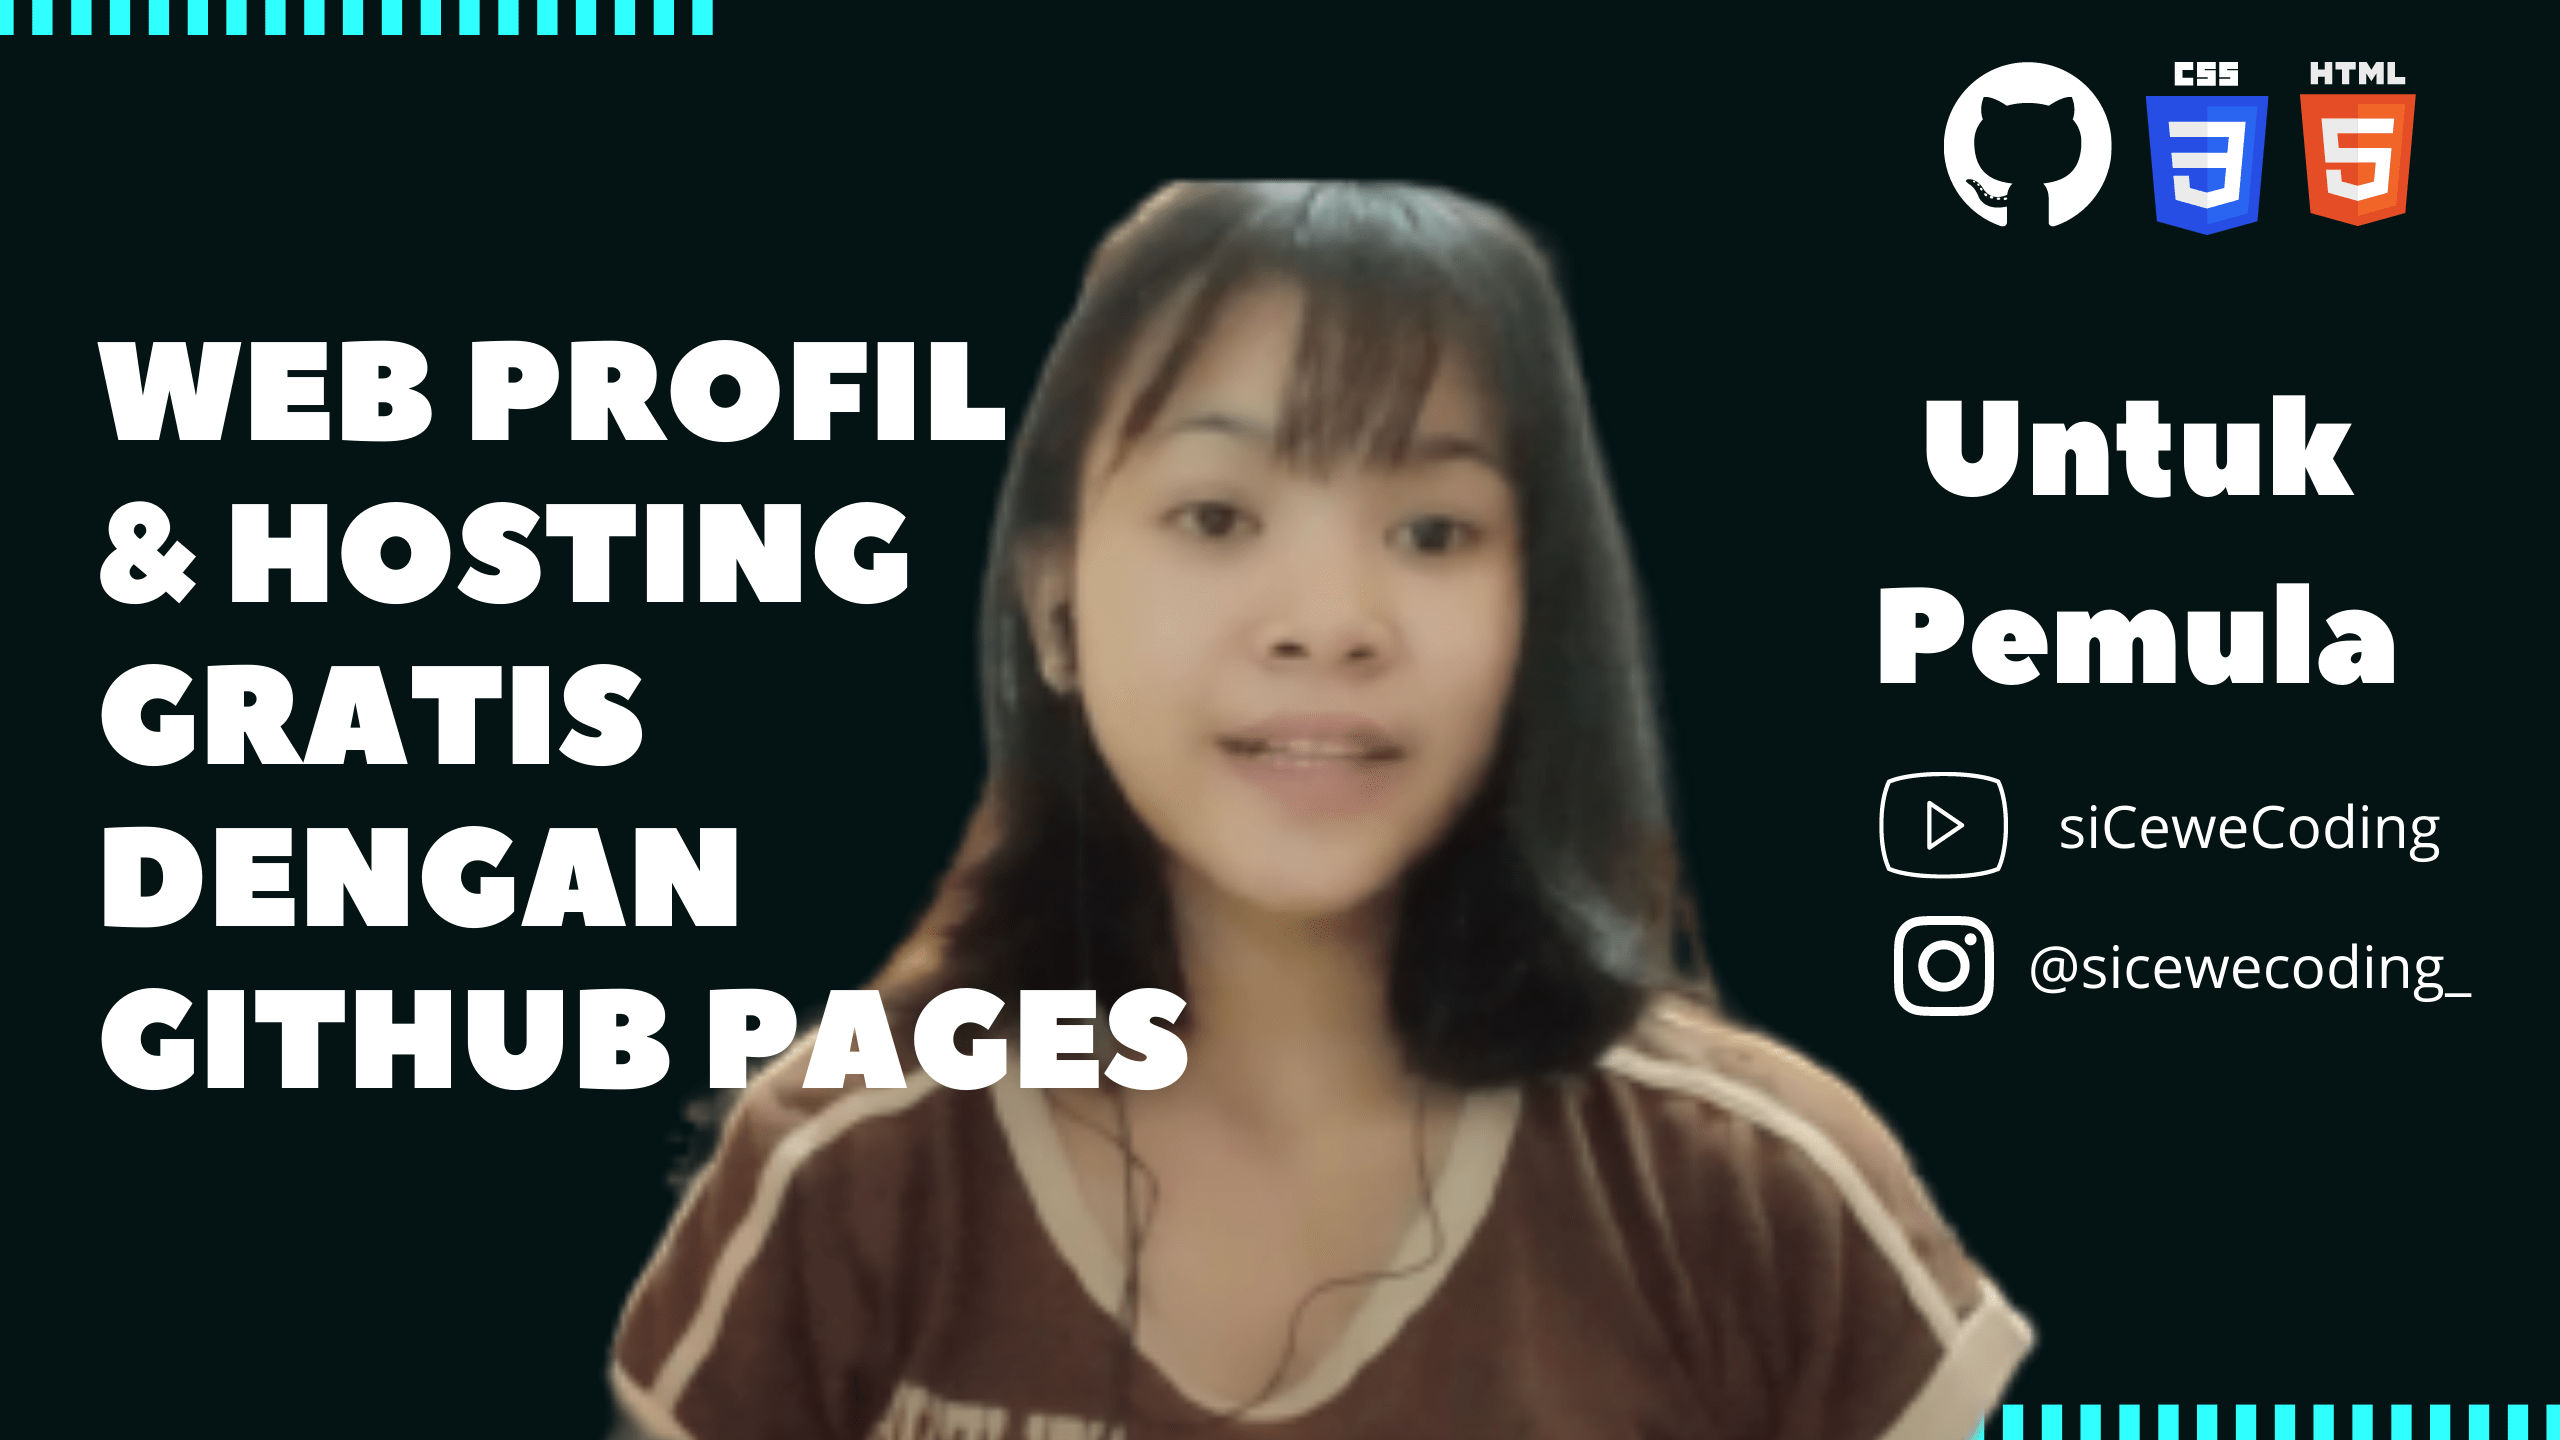 CSS
HTML
WEB PROFIL
& HOSTING
GRATIS
DENGAN
GITHUB PAGES
Untuk
Pemula
siCeweCoding
@sicewecoding_